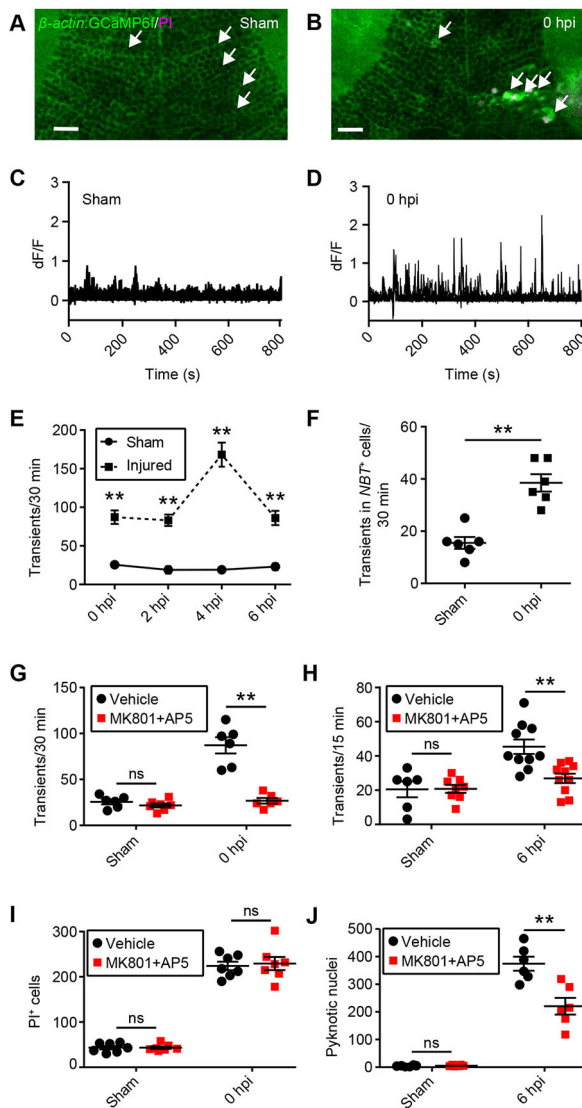 A
β-actin:GCaMP6f/PI
Sham
B
0 hpi
C
Sham
dF/F
3
2
1
0
0
200
400
600
800
Time (s)
D
0 hpi
dF/F
3
2
1
0
0
200
400
600
800
Time (s)
E
Sham
Injured
Transients/30 min
200
150
100
50
0
**
**
**
**
0 hpi
2 hpi
4 hpi
6 hpi
F
Transients in NBT+ cells/
30 min
60
40
20
0
**
Sham
0 hpi
G
Vehicle
MK801+AP5
Transients/30 min
150
100
50
0
ns
**
Sham
0 hpi
H
Vehicle
MK801+AP5
Transients/15 min
100
80
60
40
20
0
ns
**
Sham
6 hpi
I
Vehicle
MK801+AP5
PI+ cells
300
200
100
50
0
ns
ns
Sham
0 hpi
J
Vehicle
MK801+AP5
Pyknotic nuclei
500
400
300
200
100
0
ns
**
Sham
6 hpi